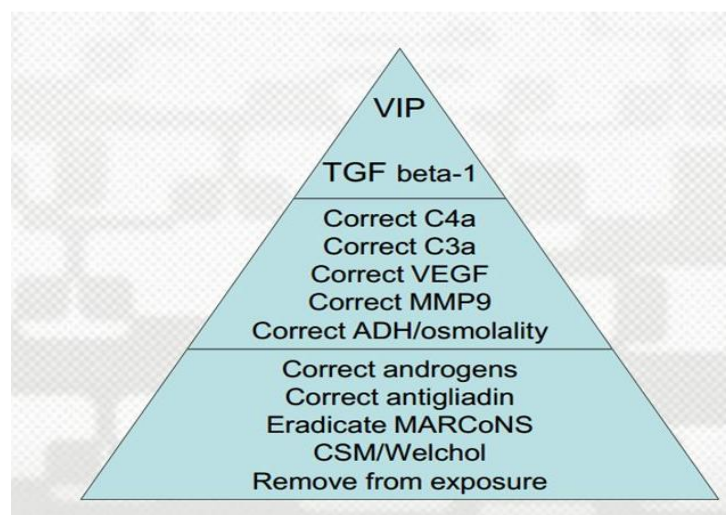 VIP
TGF beta-1
Correct C4a
Correct C3a
Correct VEGF
Correct MMP9
Correct ADH/osmolality
Correct androgens
Correct antigliadin
Eradicate MARCoNS
CSM/Welchol
Remove from exposure